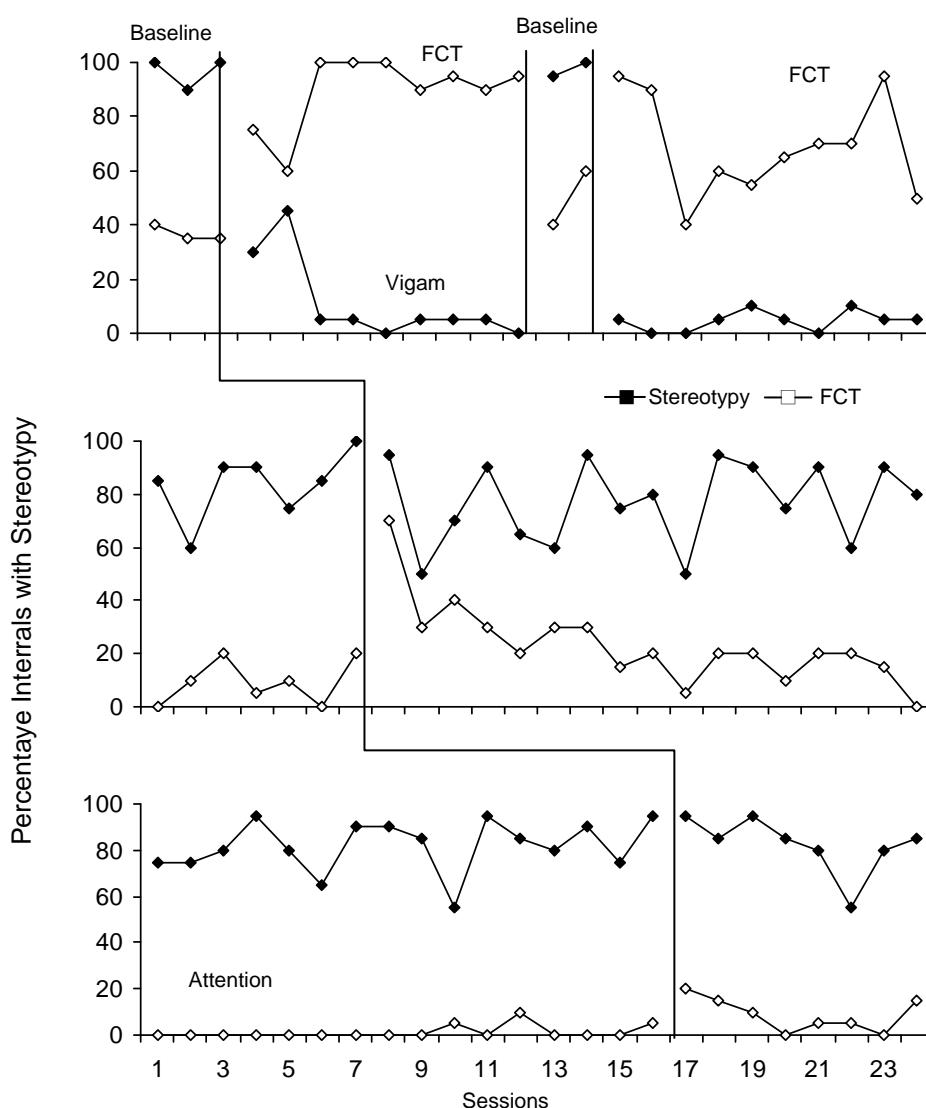 Baseline
Baseline
FCT
FCT
100
80
60
40
20
0
Vigam
Stereotypy
FCT
Percentaye Interrals with Stereotypy
100
80
60
40
20
0
100
80
60
40
20
0
Attention
1 3 5 7 9 11 13 15 17 19 21 23
Sessions